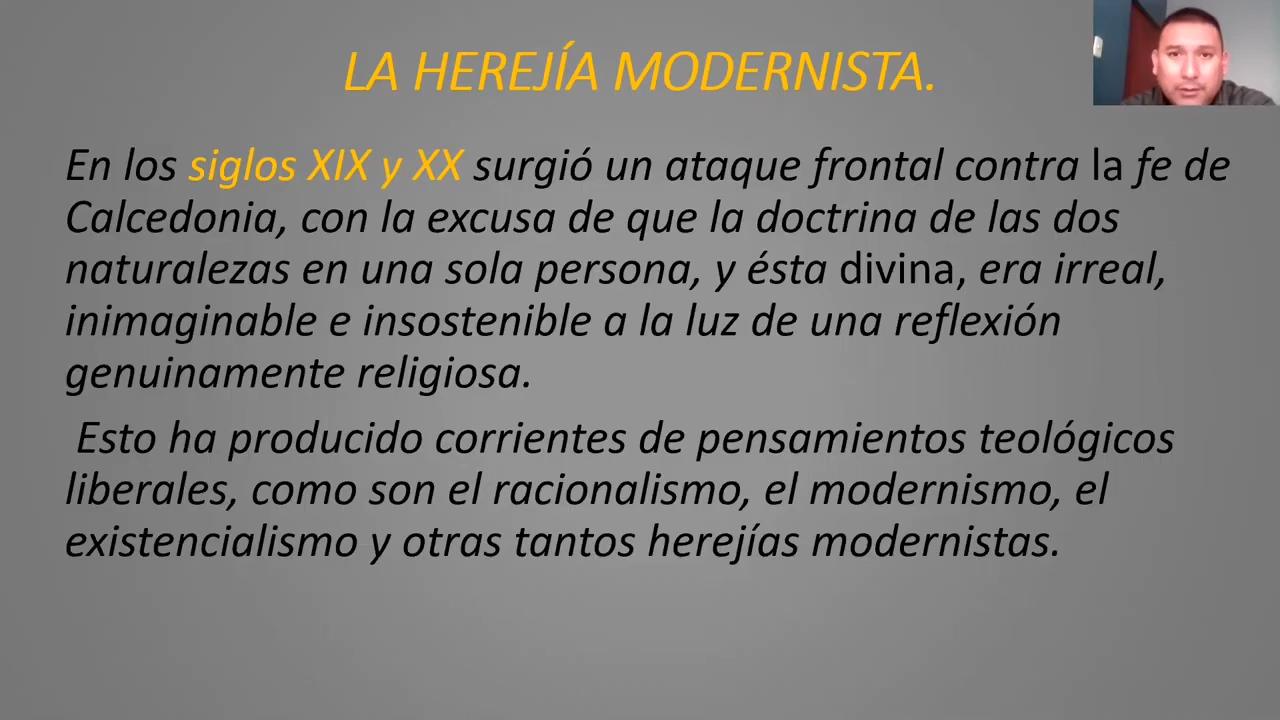 LA HEREJÍA MODERNISTA.
En los siglos XIX y XX surgió un ataque frontal contra la fe de
Calcedonia, con la excusa de que la doctrina de las dos
naturalezas en una sola persona, y ésta divina, era irreal,
inimaginable e insostenible a la luz de una reflexión
genuinamente religiosa.
Esto ha producido corrientes de pensamientos teológicos
liberales, como son el racionalismo, el modernismo, el
existencialismo y otras tantos herejías modernistas.